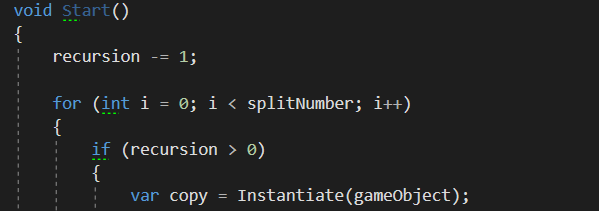 void Start()
{
recursion -= 1;
for (int i = 0; i < splitNumber; i++)
{
if (recursion > 0)
{
var copy = Instantiate(gameObject);